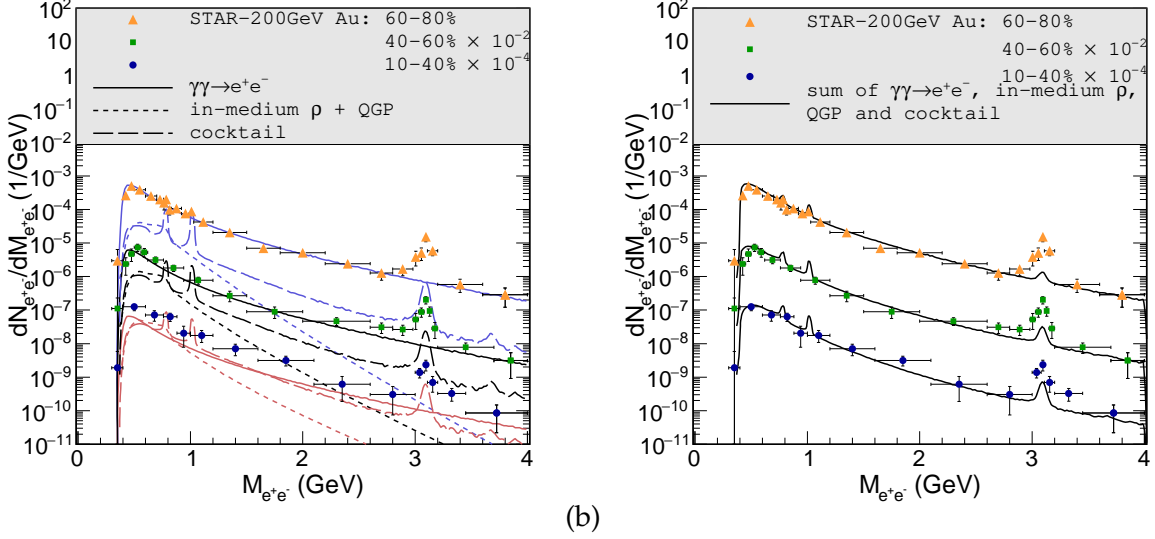 STAR-200GeV Au: 60-80%
40-60% × 10⁻²
10-40% × 10⁻⁴
γγ→e⁺e⁻
in-medium ρ + QGP
cocktail
10²
10
1
10⁻¹
10⁻²
10⁻³
10⁻⁴
10⁻⁵
10⁻⁶
10⁻⁷
10⁻⁸
10⁻⁹
10⁻¹⁰
10⁻¹¹
dN_{e⁺e⁻}/dM_{e⁺e⁻} (1/GeV)
0 1 2 3 4
M_{e⁺e⁻} (GeV)
STAR-200GeV Au: 60-80%
40-60% × 10⁻²
10-40% × 10⁻⁴
sum of γγ→e⁺e⁻, in-medium ρ,
QGP and cocktail
10²
10
1
10⁻¹
10⁻²
10⁻³
10⁻⁴
10⁻⁵
10⁻⁶
10⁻⁷
10⁻⁸
10⁻⁹
10⁻¹⁰
10⁻¹¹
dN_{e⁺e⁻}/dM_{e⁺e⁻} (1/GeV)
0 1 2 3 4
M_{e⁺e⁻} (GeV)
(b)